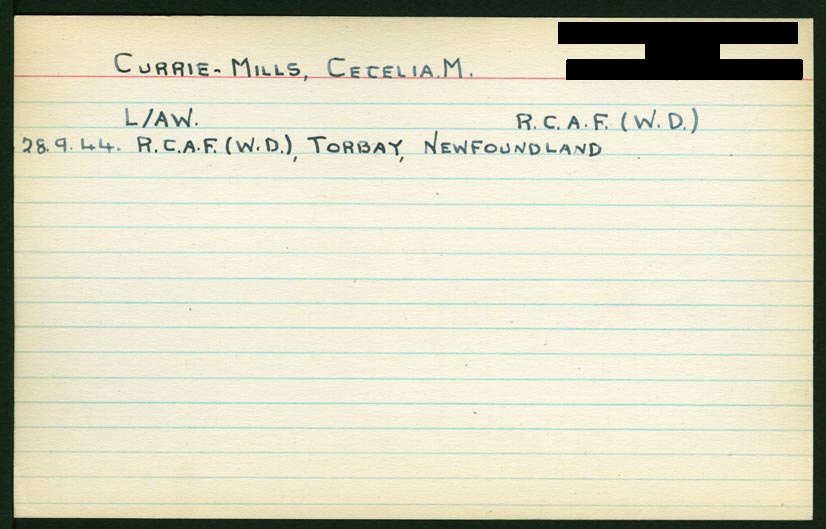 CURRIE-MILLS, CECELIA.M.
L/AW. R.C.A.F. (W.D.)
28.9.44. R.C.A.F. (W.D.), TORBAY, NEWFOUNDLAND